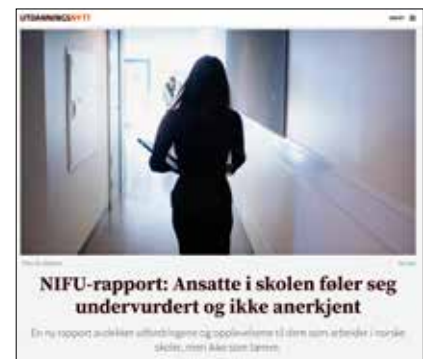 UTDANNINGSNYTT
NIFU-rapport: Ansatte i skolen føler seg
undervurdert og ikke anerkjent
En ny rapport avdekker utfordringene og opplevelsene til dem som arbeider i norske
skoler, men ikke som lærere.